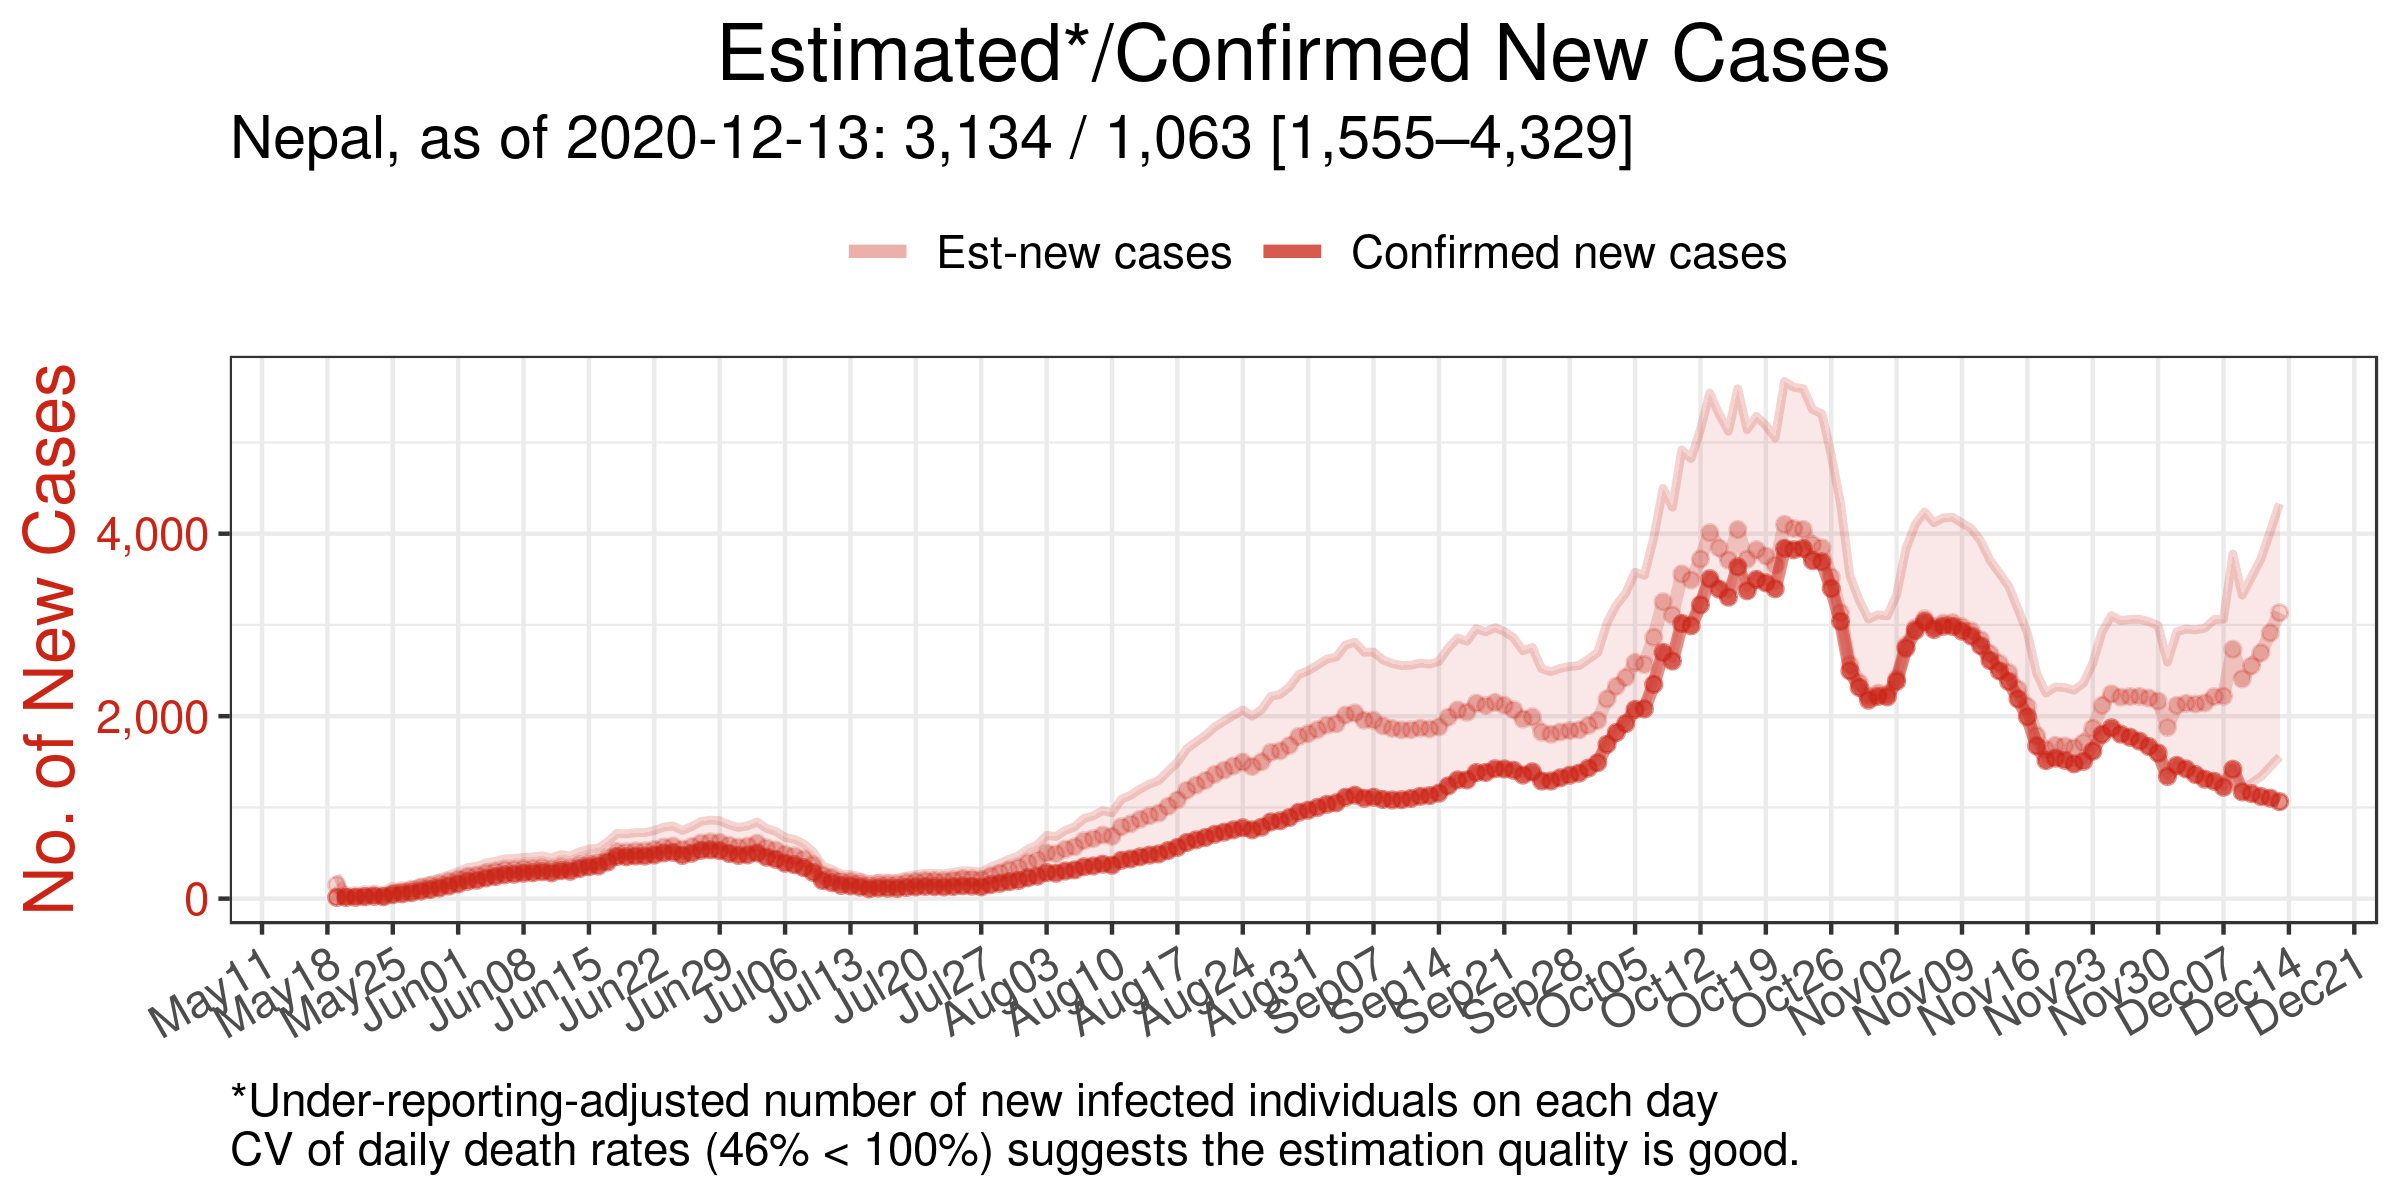 Estimated*/Confirmed New Cases
Nepal, as of 2020-12-13: 3,134 / 1,063 [1,555–4,329]
Est-new cases
Confirmed new cases
No. of New Cases
4,000
2,000
0
May11
May18
May25
Jun01
Jun08
Jun15
Jun22
Jun29
Jul06
Jul13
Jul20
Jul27
Aug03
Aug10
Aug17
Aug24
Aug31
Sep07
Sep14
Sep21
Sep28
Oct05
Oct12
Oct19
Oct26
Nov02
Nov09
Nov16
Nov23
Nov30
Dec07
Dec14
Dec21
*Under-reporting-adjusted number of new infected individuals on each day
CV of daily death rates (46% < 100%) suggests the estimation quality is good.